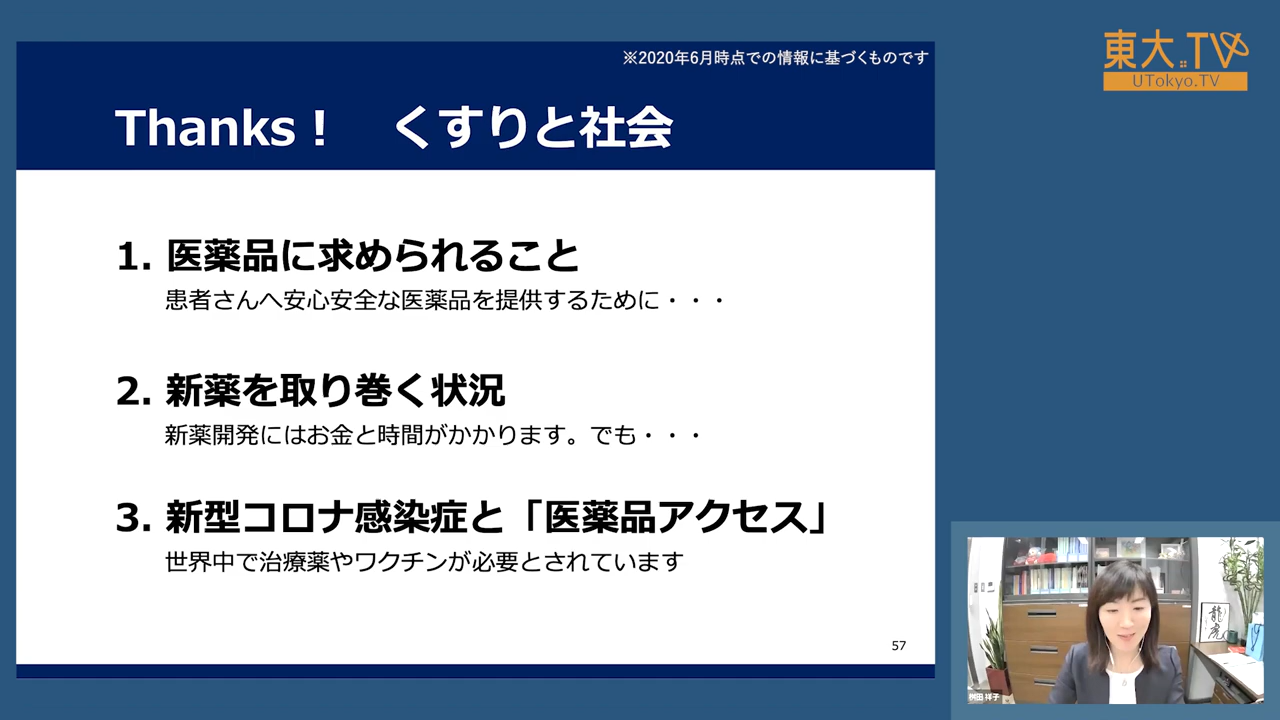 ※2020年6月時点での情報に基づくものです
東大.TV
UTokyo.TV
Thanks！　くすりと社会
1. 医薬品に求められること
患者さんへ安心安全な医薬品を提供するために・・・
2. 新薬を取り巻く状況
新薬開発にはお金と時間がかかります。でも・・・
3. 新型コロナ感染症と「医薬品アクセス」
世界中で治療薬やワクチンが必要とされています
57
龍虎
桝田 祥子